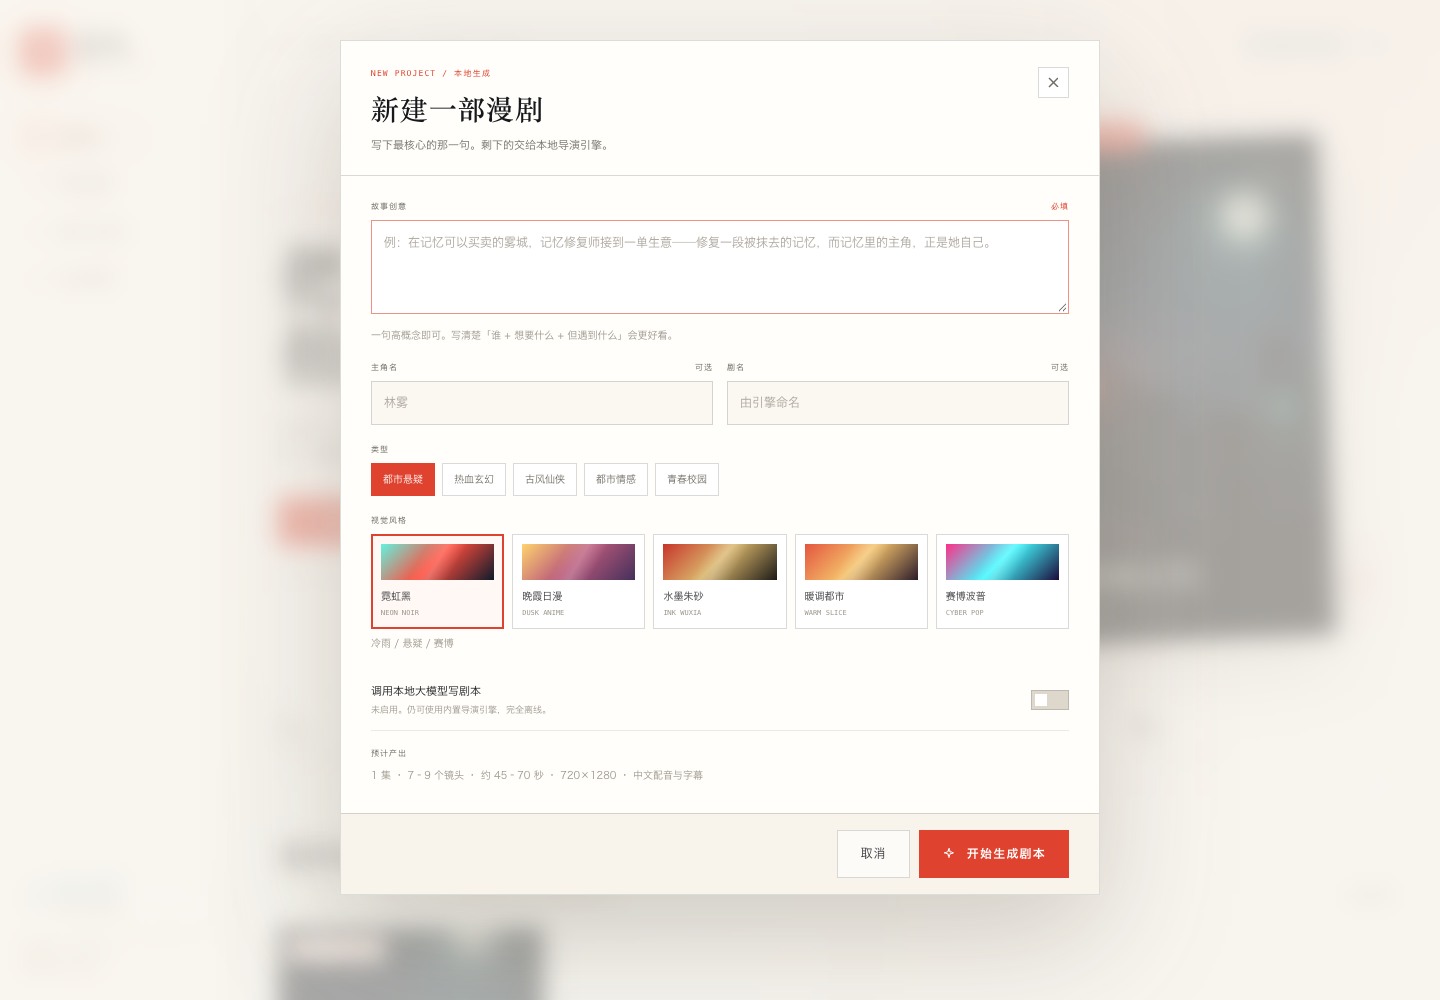 NEW PROJECT / 本地生成
新建一部漫剧
写下最核心的那一句。剩下的交给本地导演引擎。
故事创意 必填
例：在记忆可以买卖的雾城，记忆修复师接到一单生意——修复一段被抹去的记忆，而记忆里的主角，正是她自己。
一句高概念即可。写清楚「谁 + 想要什么 + 但遇到什么」会更好看。
主角名 可选 剧名 可选
林雾 由引擎命名
类型
都市悬疑 热血玄幻 古风仙侠 都市情感 青春校园
视觉风格
霓虹黑 晚霞日漫 水墨朱砂 暖调都市 赛博波普
NEON NOIR DUSK ANIME INK WUXIA WARM SLICE CYBER POP
冷雨 / 悬疑 / 赛博
调用本地大模型写剧本
未启用。仍可使用内置导演引擎，完全离线。
预计产出
1 集 · 7 - 9 个镜头 · 约 45 - 70 秒 · 720×1280 · 中文配音与字幕
取消 开始生成剧本